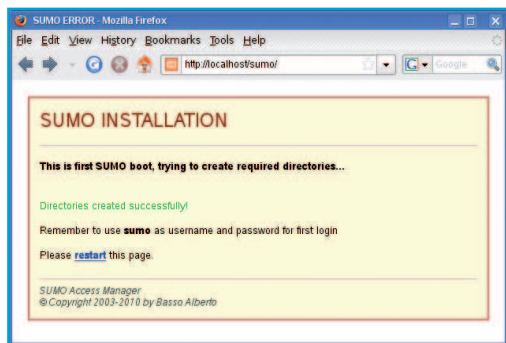 SUMO ERROR - Mozilla Firefox
File Edit View History Bookmarks Tools Help
http://localhost/sumo/
Google
SUMO INSTALLATION
This is first SUMO boot, trying to create required directories...
Directories created successfully!
Remember to use sumo as username and password for first login
Please restart this page.
SUMO Access Manager
© Copyright 2003-2010 by Basso Alberto